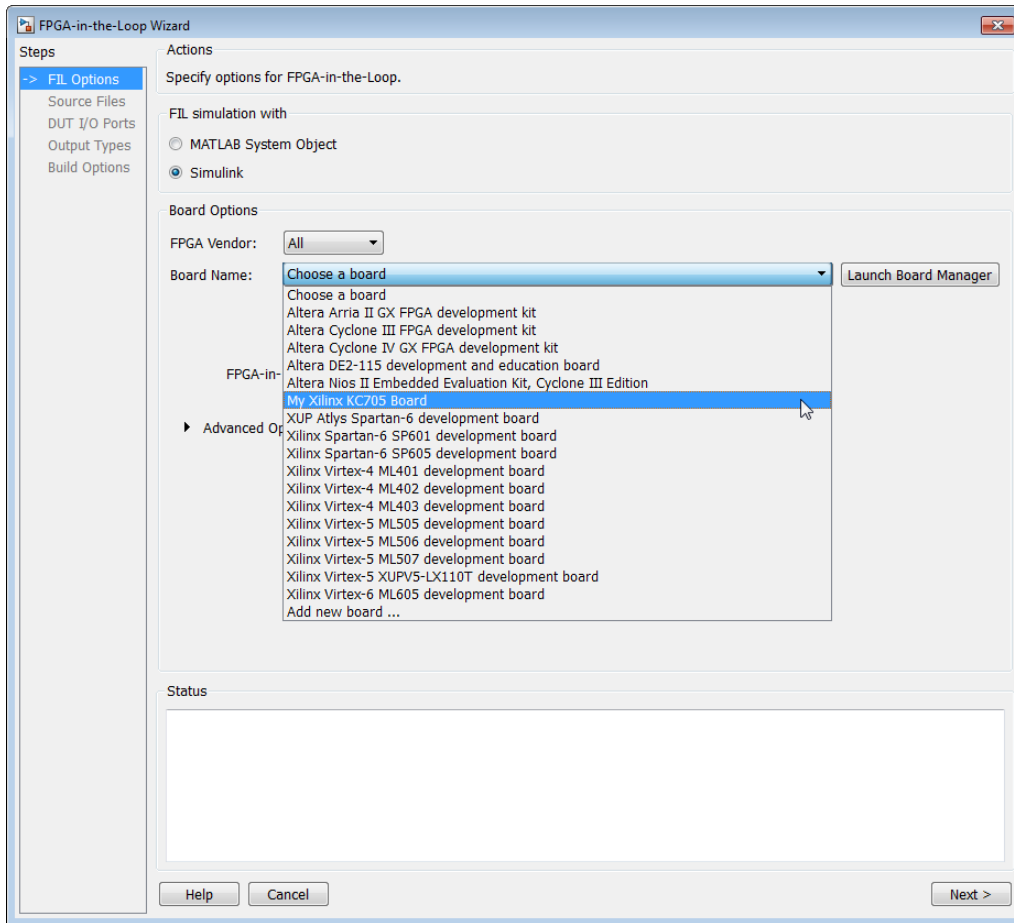 FPGA-in-the-Loop Wizard
Steps
-> FIL Options
Source Files
DUT I/O Ports
Output Types
Build Options
Actions
Specify options for FPGA-in-the-Loop.
FIL simulation with
MATLAB System Object
Simulink
Board Options
FPGA Vendor: All
Board Name: Choose a board Launch Board Manager
Choose a board
Altera Arria II GX FPGA development kit
Altera Cyclone III FPGA development kit
Altera Cyclone IV GX FPGA development kit
Altera DE2-115 development and education board
FPGA-in-
Altera Nios II Embedded Evaluation Kit, Cyclone III Edition
My Xilinx KC705 Board
XUP Atlys Spartan-6 development board
Advanced Op
Xilinx Spartan-6 SP601 development board
Xilinx Spartan-6 SP605 development board
Xilinx Virtex-4 ML401 development board
Xilinx Virtex-4 ML402 development board
Xilinx Virtex-4 ML403 development board
Xilinx Virtex-5 ML505 development board
Xilinx Virtex-5 ML506 development board
Xilinx Virtex-5 ML507 development board
Xilinx Virtex-5 XUPV5-LX110T development board
Xilinx Virtex-6 ML605 development board
Add new board ...
Status
Help Cancel Next >